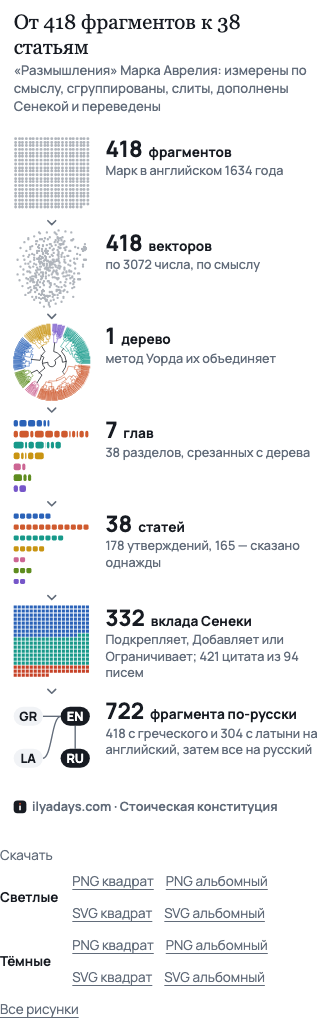 От 418 фрагментов к 38
статьям
«Размышления» Марка Аврелия: измерены по
смыслу, сгруппированы, слиты, дополнены
Сенекой и переведены
418 фрагментов
Марк в английском 1634 года
418 векторов
по 3072 числа, по смыслу
1 дерево
метод Уорда их объединяет
7 глав
38 разделов, срезанных с дерева
38 статей
178 утверждений, 165 — сказано
однажды
332 вклада Сенеки
Подкрепляет, Добавляет или
Ограничивает; 421 цитата из 94
писем
GR EN
LA RU
722 фрагмента по-русски
418 с греческого и 304 с латыни на
английский, затем все на русский
ilyadays.com · Стоическая конституция
Скачать
Светлые
PNG квадрат PNG альбомный
SVG квадрат SVG альбомный
Тёмные
PNG квадрат PNG альбомный
SVG квадрат SVG альбомный
Все рисунки